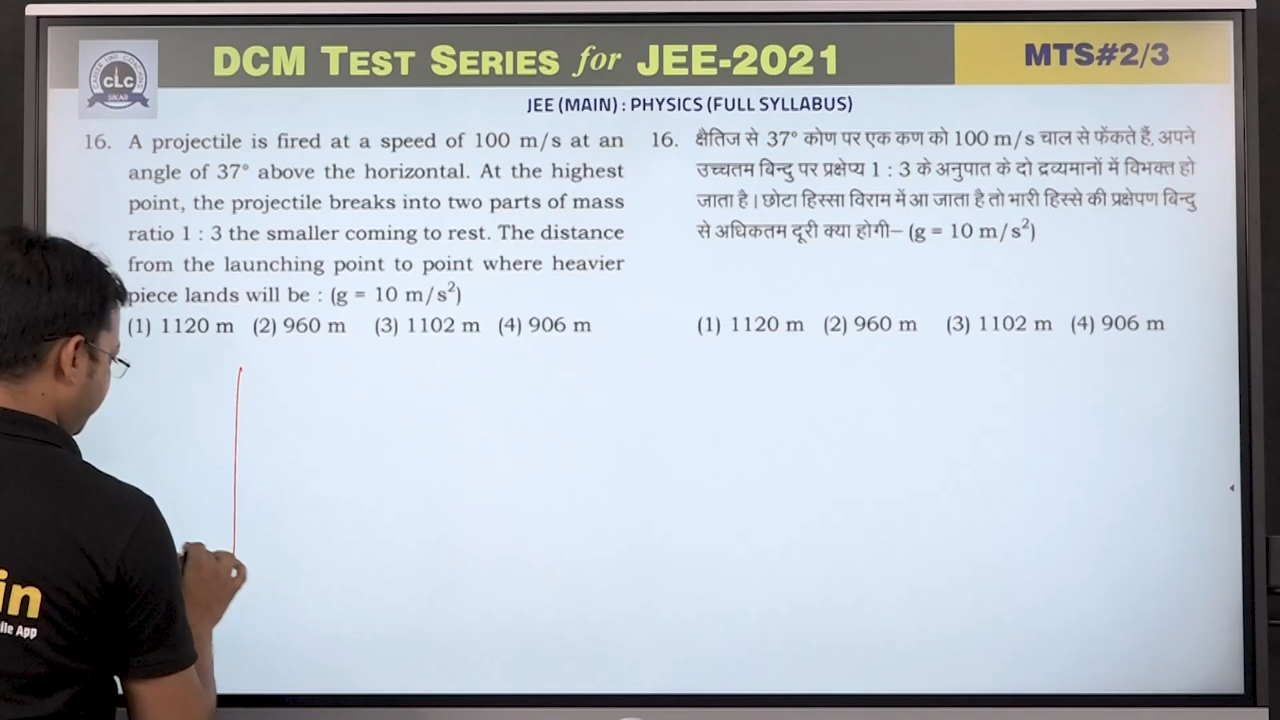 DCM TEST SERIES for JEE-2021
MTS#2/3
CLC
SIKAR
JEE (MAIN) : PHYSICS (FULL SYLLABUS)
16. A projectile is fired at a speed of 100 m/s at an
angle of 37° above the horizontal. At the highest
point, the projectile breaks into two parts of mass
ratio 1 : 3 the smaller coming to rest. The distance
from the launching point to point where heavier
piece lands will be : (g = 10 m/s²)
(1) 1120 m (2) 960 m (3) 1102 m (4) 906 m
16. क्षैतिज से 37° कोण पर एक कण को 100 m/s चाल से फेंकते हैं, अपने
उच्चतम बिन्दु पर प्रक्षेप्य 1 : 3 के अनुपात के दो द्रव्यमानों में विभक्त हो
जाता है। छोटा हिस्सा विराम में आ जाता है तो भारी हिस्से की प्रक्षेपण बिन्दु
से अधिकतम दूरी क्या होगी– (g = 10 m/s²)
(1) 1120 m (2) 960 m (3) 1102 m (4) 906 m
in
ile App